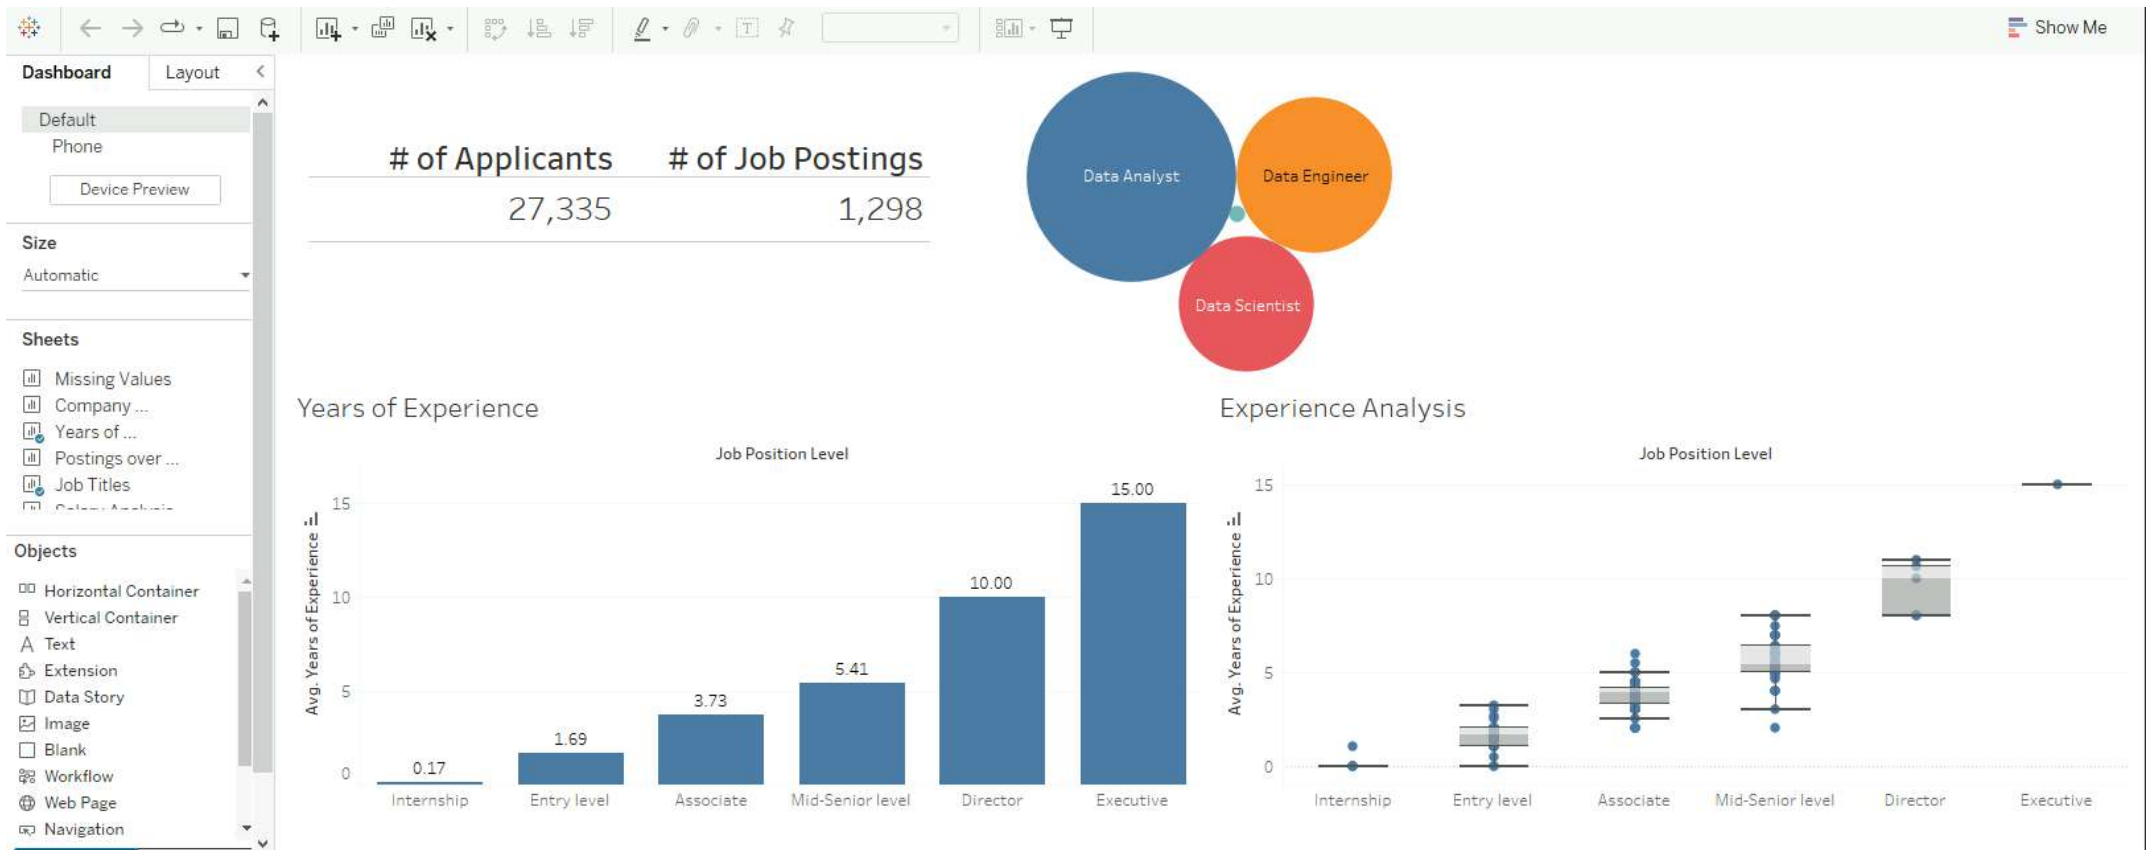 Show Me
Dashboard
Layout
Default
Phone
Device Preview
Size
Automatic
Sheets
Missing Values
Company ...
Years of ...
Postings over ...
Job Titles
Objects
Horizontal Container
Vertical Container
Text
Extension
Data Story
Image
Blank
Workflow
Web Page
Navigation
# of Applicants # of Job Postings
27,335 1,298
Data Analyst
Data Engineer
Data Scientist
Years of Experience
Job Position Level
Avg. Years of Experience
15
10
5
0
0.17
1.69
3.73
5.41
10.00
15.00
Internship Entry level Associate Mid-Senior level Director Executive
Experience Analysis
Job Position Level
Avg. Years of Experience
15
10
5
0
Internship Entry level Associate Mid-Senior level Director Executive